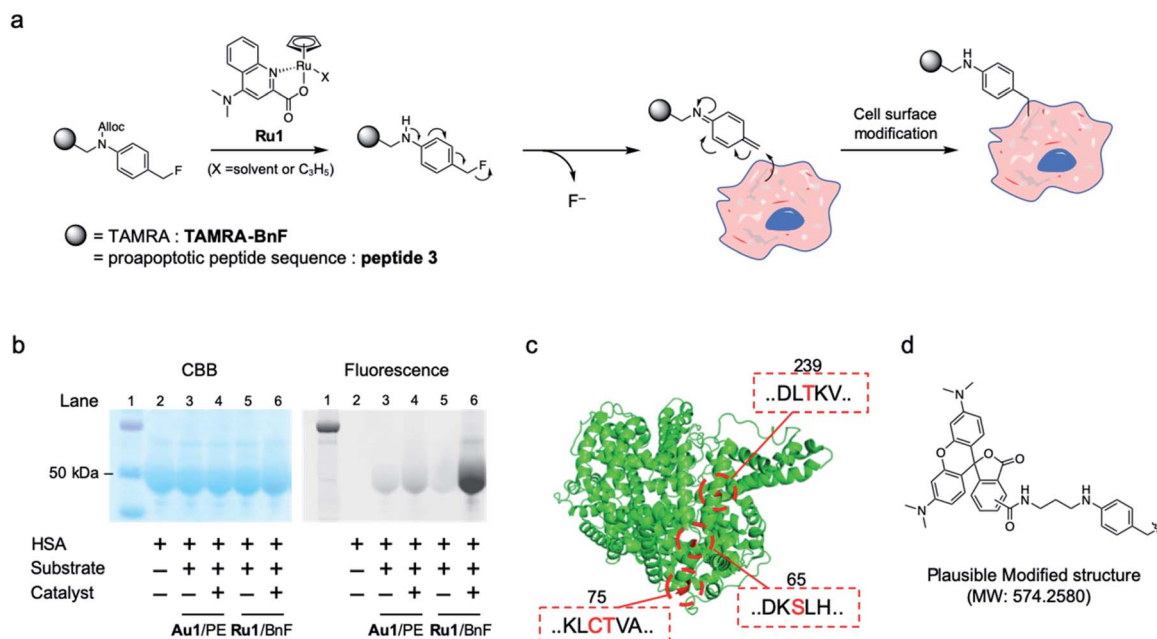 a
Alloc
N
F
N
N
O
O
Ru
X
Ru1
(X =solvent or C₃H₅)
H
N
F
F⁻
N
Cell surface
modification
H
N
= TAMRA : TAMRA-BnF
= proapoptotic peptide sequence : peptide 3
b
CBB
Fluorescence
Lane
1 2 3 4 5 6
1 2 3 4 5 6
50 kDa –
HSA + + + + + + + + + +
Substrate – + + + + – + + + +
Catalyst – – + – + – – + – +
Au1/PE Ru1/BnF Au1/PE Ru1/BnF
c
239
..DLTKV..
65
..DKSLH..
75
..KLCTVA..
d
N
O
O
O
N
O
H
N
H
N
Plausible Modified structure
(MW: 574.2580)